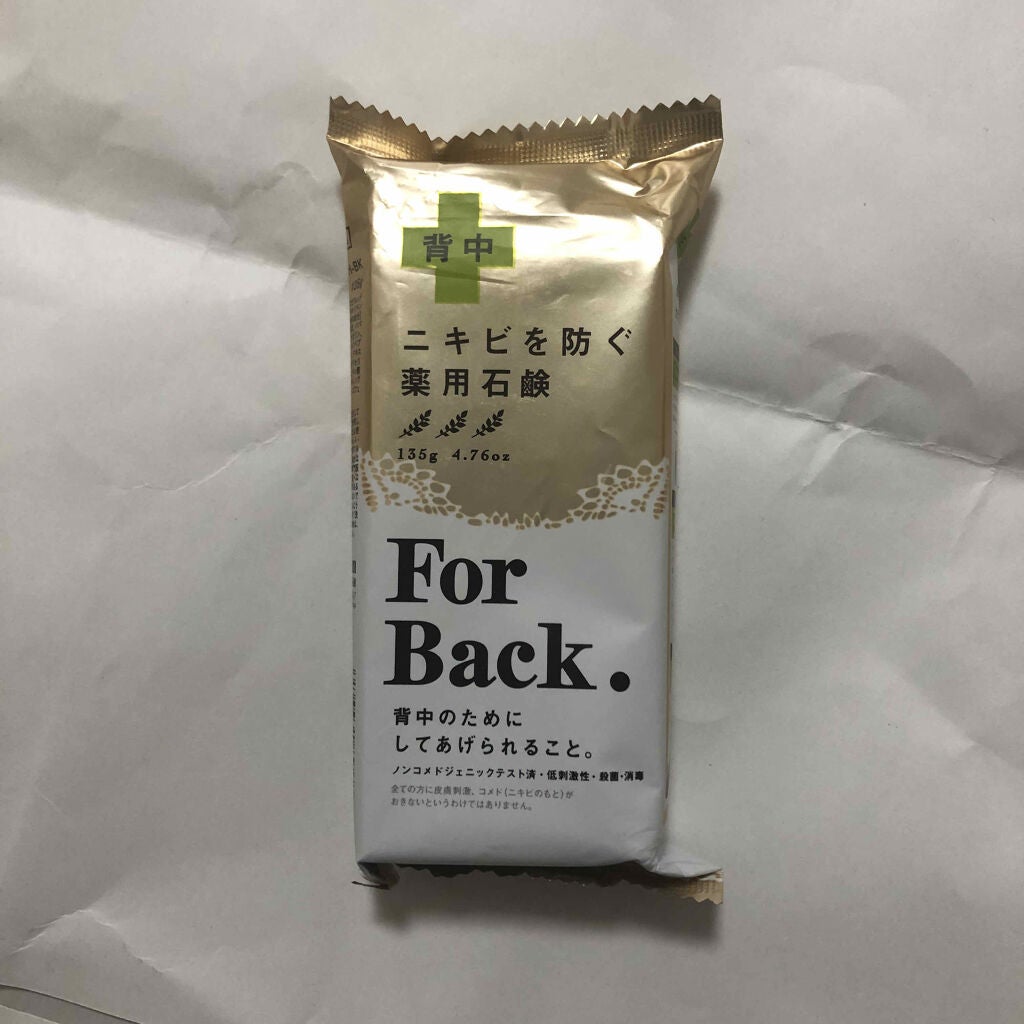 背中
ニキビを防ぐ
薬用石鹸
135g 4.76oz
For
Back.
背中のために
してあげられること。
ノンコメドジェニックテスト済・低刺激性・殺菌・消毒
全ての方に皮膚刺激、コメド(ニキビのもと)が
おきないというわけではありません。